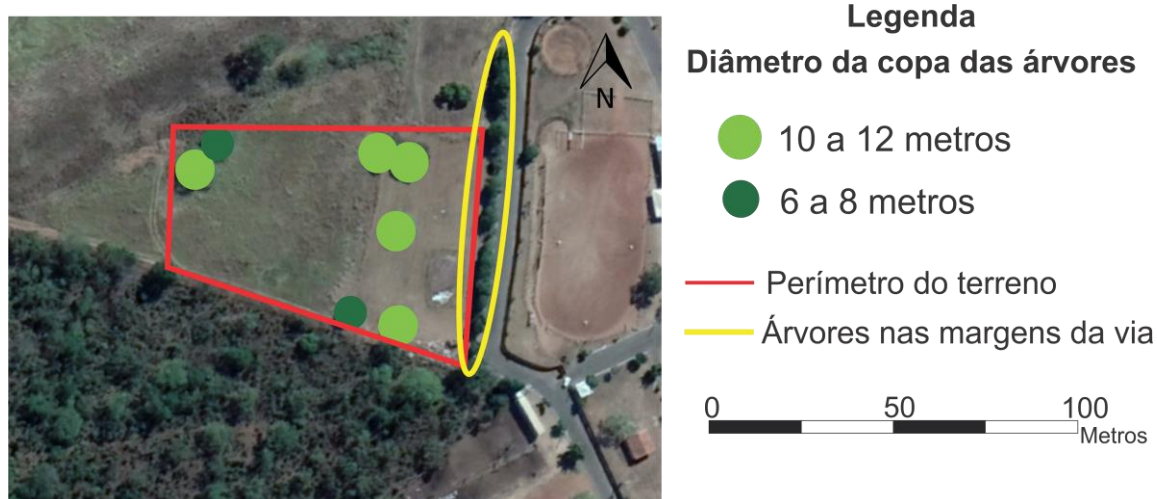 N
Legenda
Diâmetro da copa das árvores
10 a 12 metros
6 a 8 metros
Perímetro do terreno
Árvores nas margens da via
0 50 100
Metros